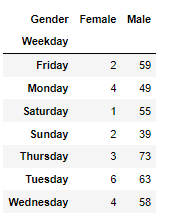 Gender Female Male
Weekday
Friday 2 59
Monday 4 49
Saturday 1 55
Sunday 2 39
Thursday 3 73
Tuesday 6 63
Wednesday 4 58